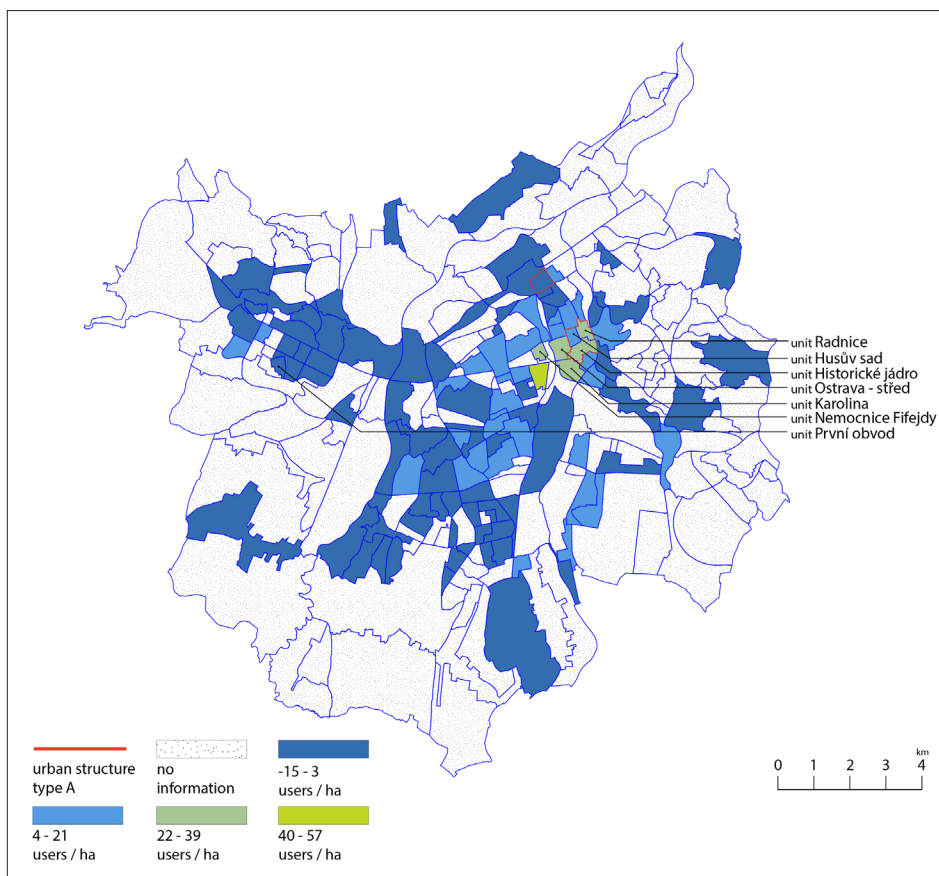 unit Radnice
unit Husův sad
unit Historické jádro
unit Ostrava - střed
unit Karolina
unit Nemocnice Fifejdy
unit První obvod
urban structure
type A
no
information
-15 - 3
users / ha
4 - 21
users / ha
22 - 39
users / ha
40 - 57
users / ha
km
0 1 2 3 4